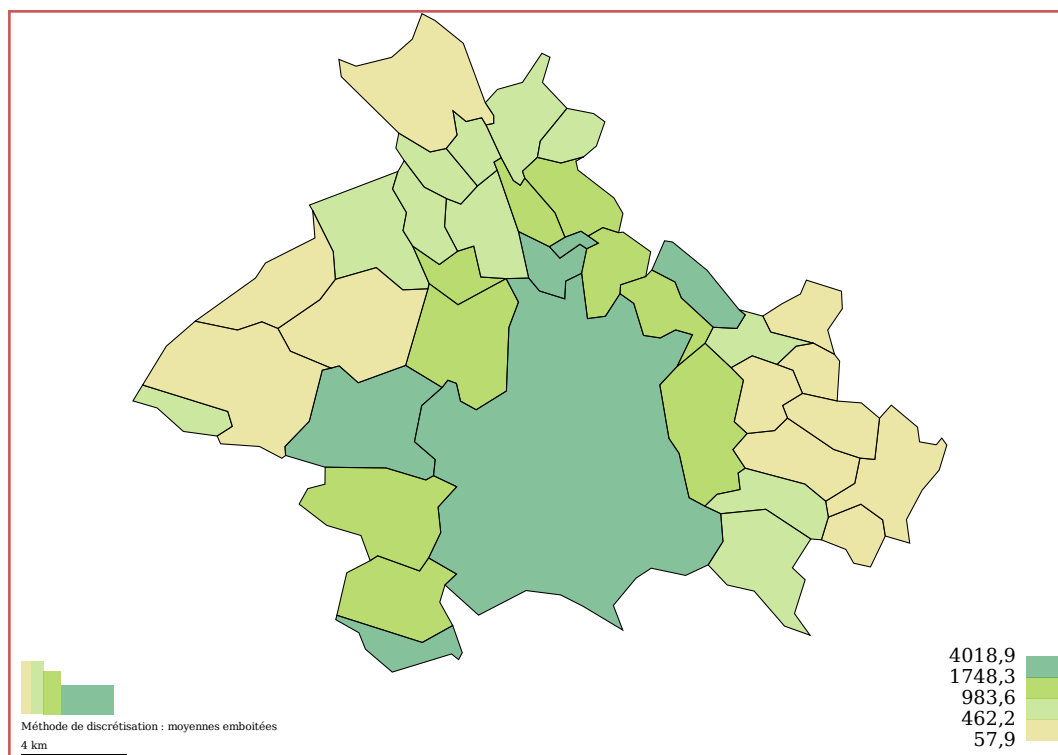 4018,9
1748,3
983,6
462,2
57,9
Méthode de discrétisation : moyennes emboitées
4 km